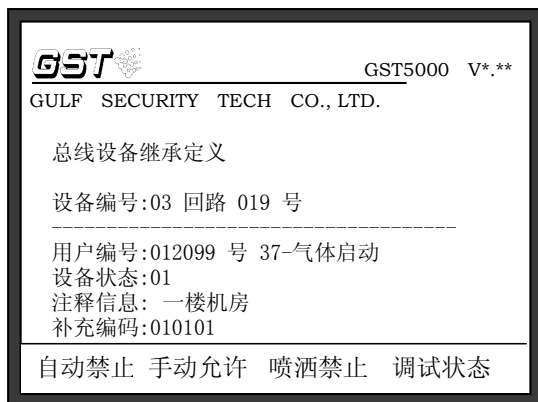 GST
GST5000 V*.**
GULF SECURITY TECH CO., LTD.
总线设备继承定义
设备编号:03 回路 019 号
用户编号:012099 号 37-气体启动
设备状态:01
注释信息: 一楼机房
补充编码:010101
自动禁止 手动允许 喷洒禁止 调试状态